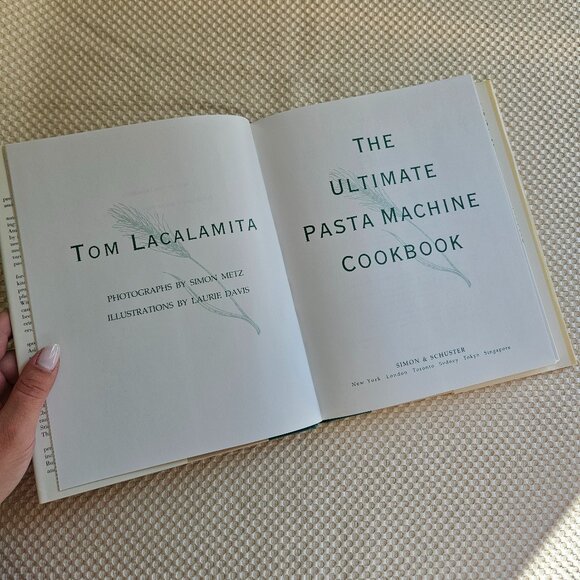 TOM LACALAMITA
PHOTOGRAPHS BY SIMON METZ
ILLUSTRATIONS BY LAURIE DAVIS
THE
ULTIMATE
PASTA MACHINE
COOKBOOK
SIMON & SCHUSTER
New York London Toronto Sydney Tokyo Singapore